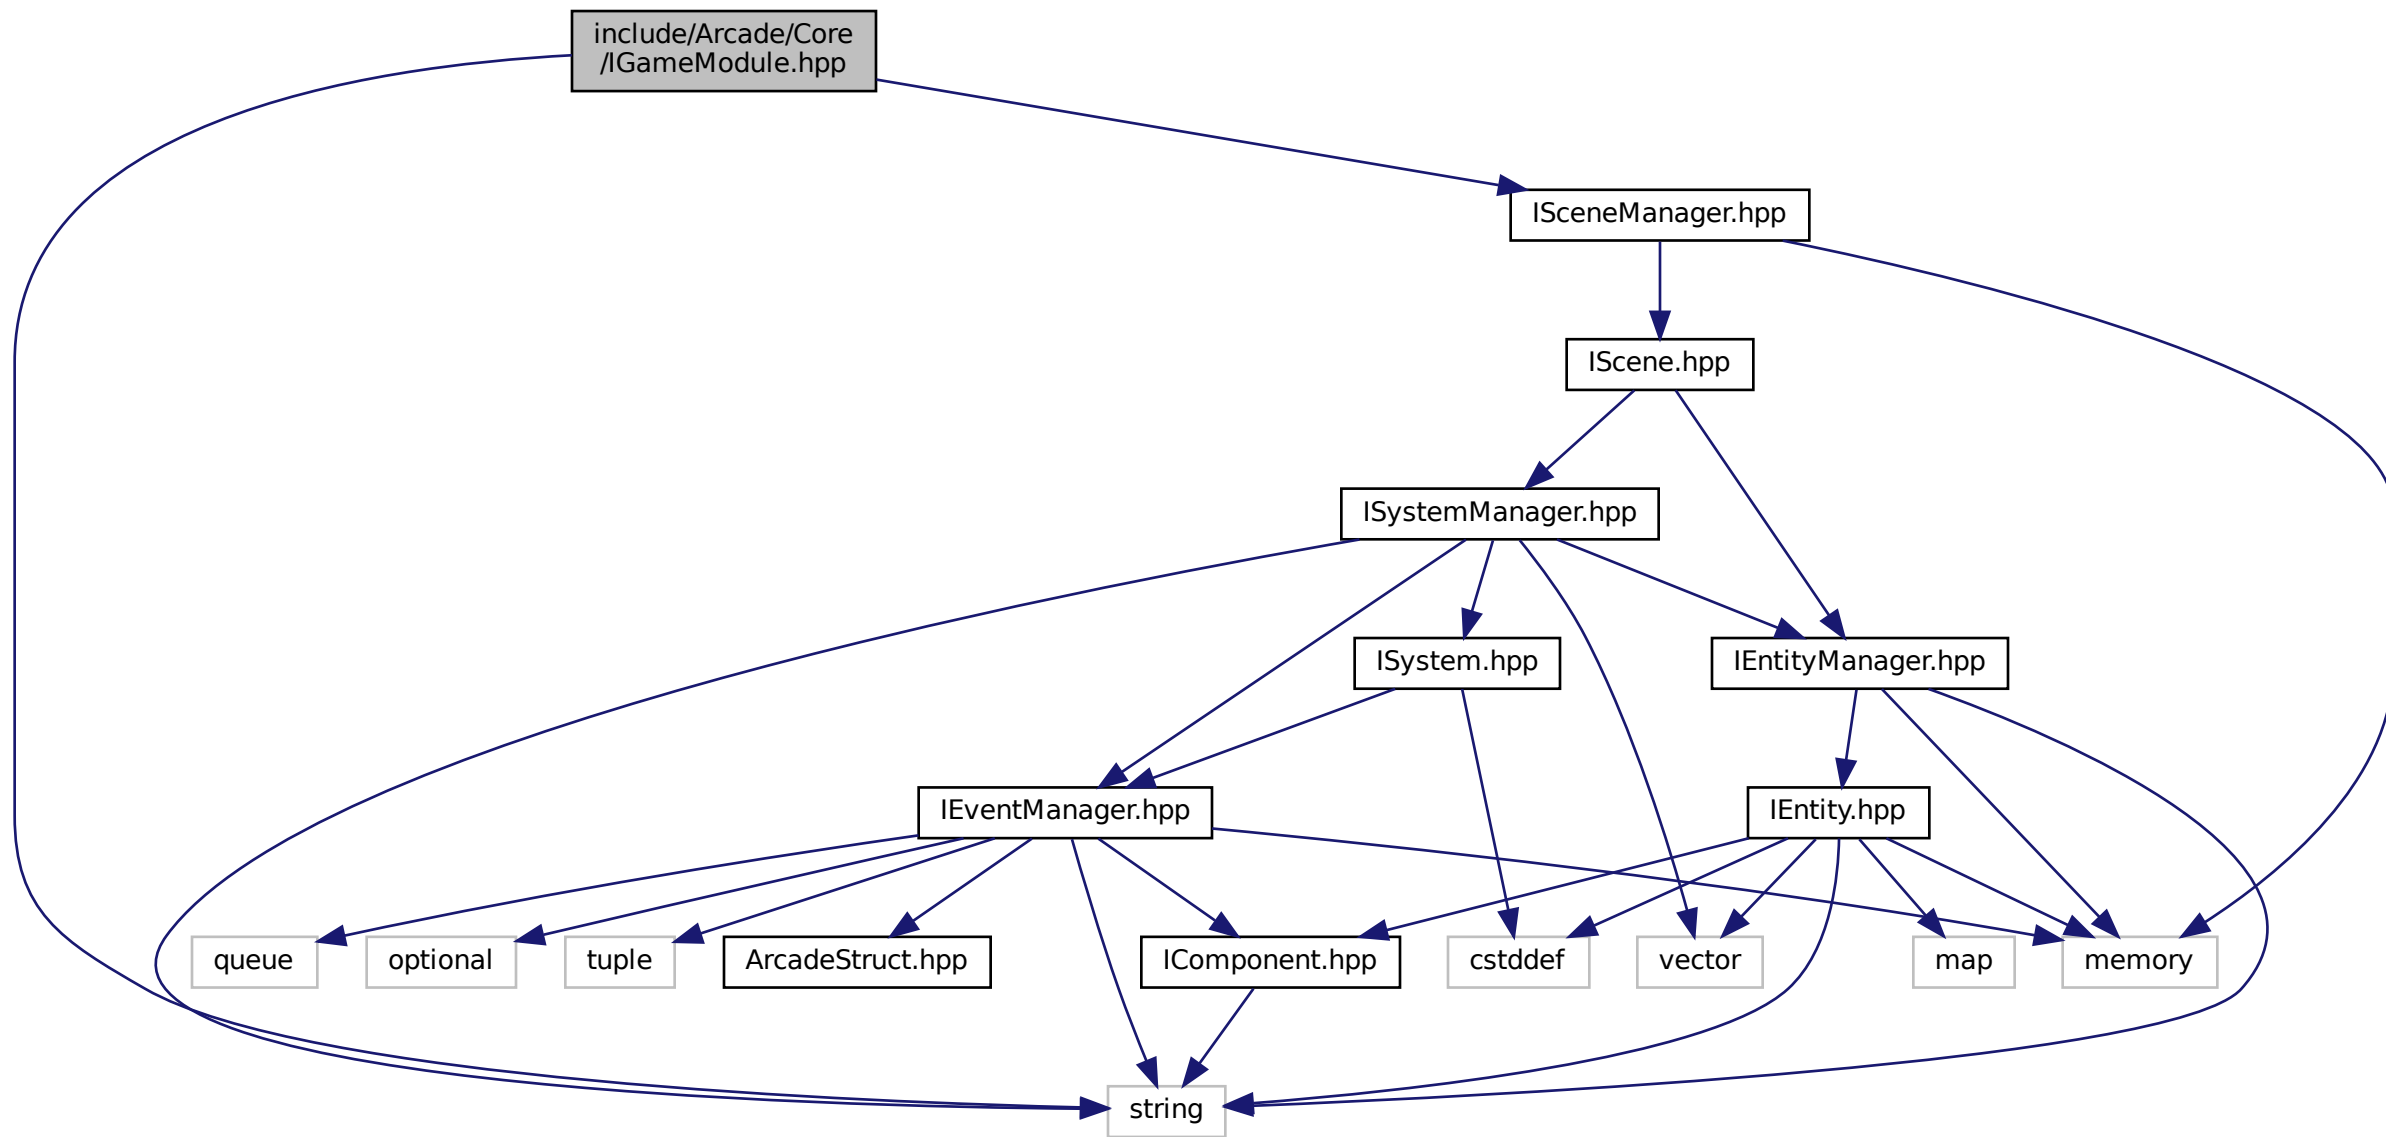 include/Arcade/Core
/IGameModule.hpp
ISceneManager.hpp
IScene.hpp
ISystemManager.hpp
ISystem.hpp
IEntityManager.hpp
IEventManager.hpp
IEntity.hpp
queue
optional
tuple
ArcadeStruct.hpp
IComponent.hpp
cstddef
vector
map
memory
string